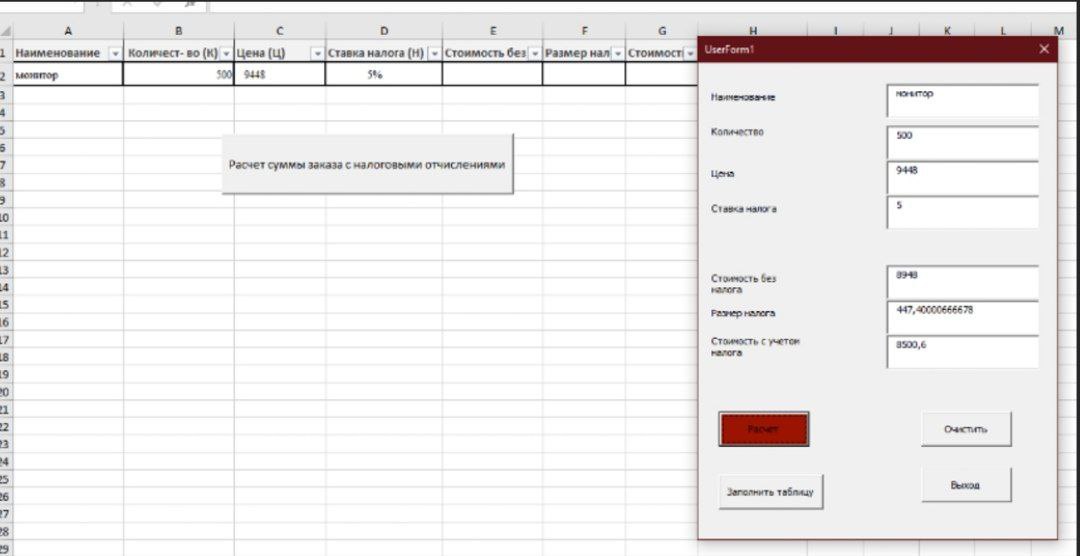 A B C D E F G H I J K L M
1 Наименование Количест- во (К) Цена (Ц) Ставка налога (Н) Стоимость без Размер нал Стоимост
2 монитор 500 9448 5%
3
4
5
6
7
8
9
10
11
12
13
14
15
16
17
18
19
20
21
22
23
24
25
26
27
28
29
Расчет суммы заказа с налоговыми отчислениями
UserForm1
Наименование монитор
Количество 500
Цена 9448
Ставка налога 5
Стоимость без
налога
8948
Размер налога 447,40000666678
Стоимость с учетом
налога
8500,6
Расчет Очистить
Заполнить таблицу Выход